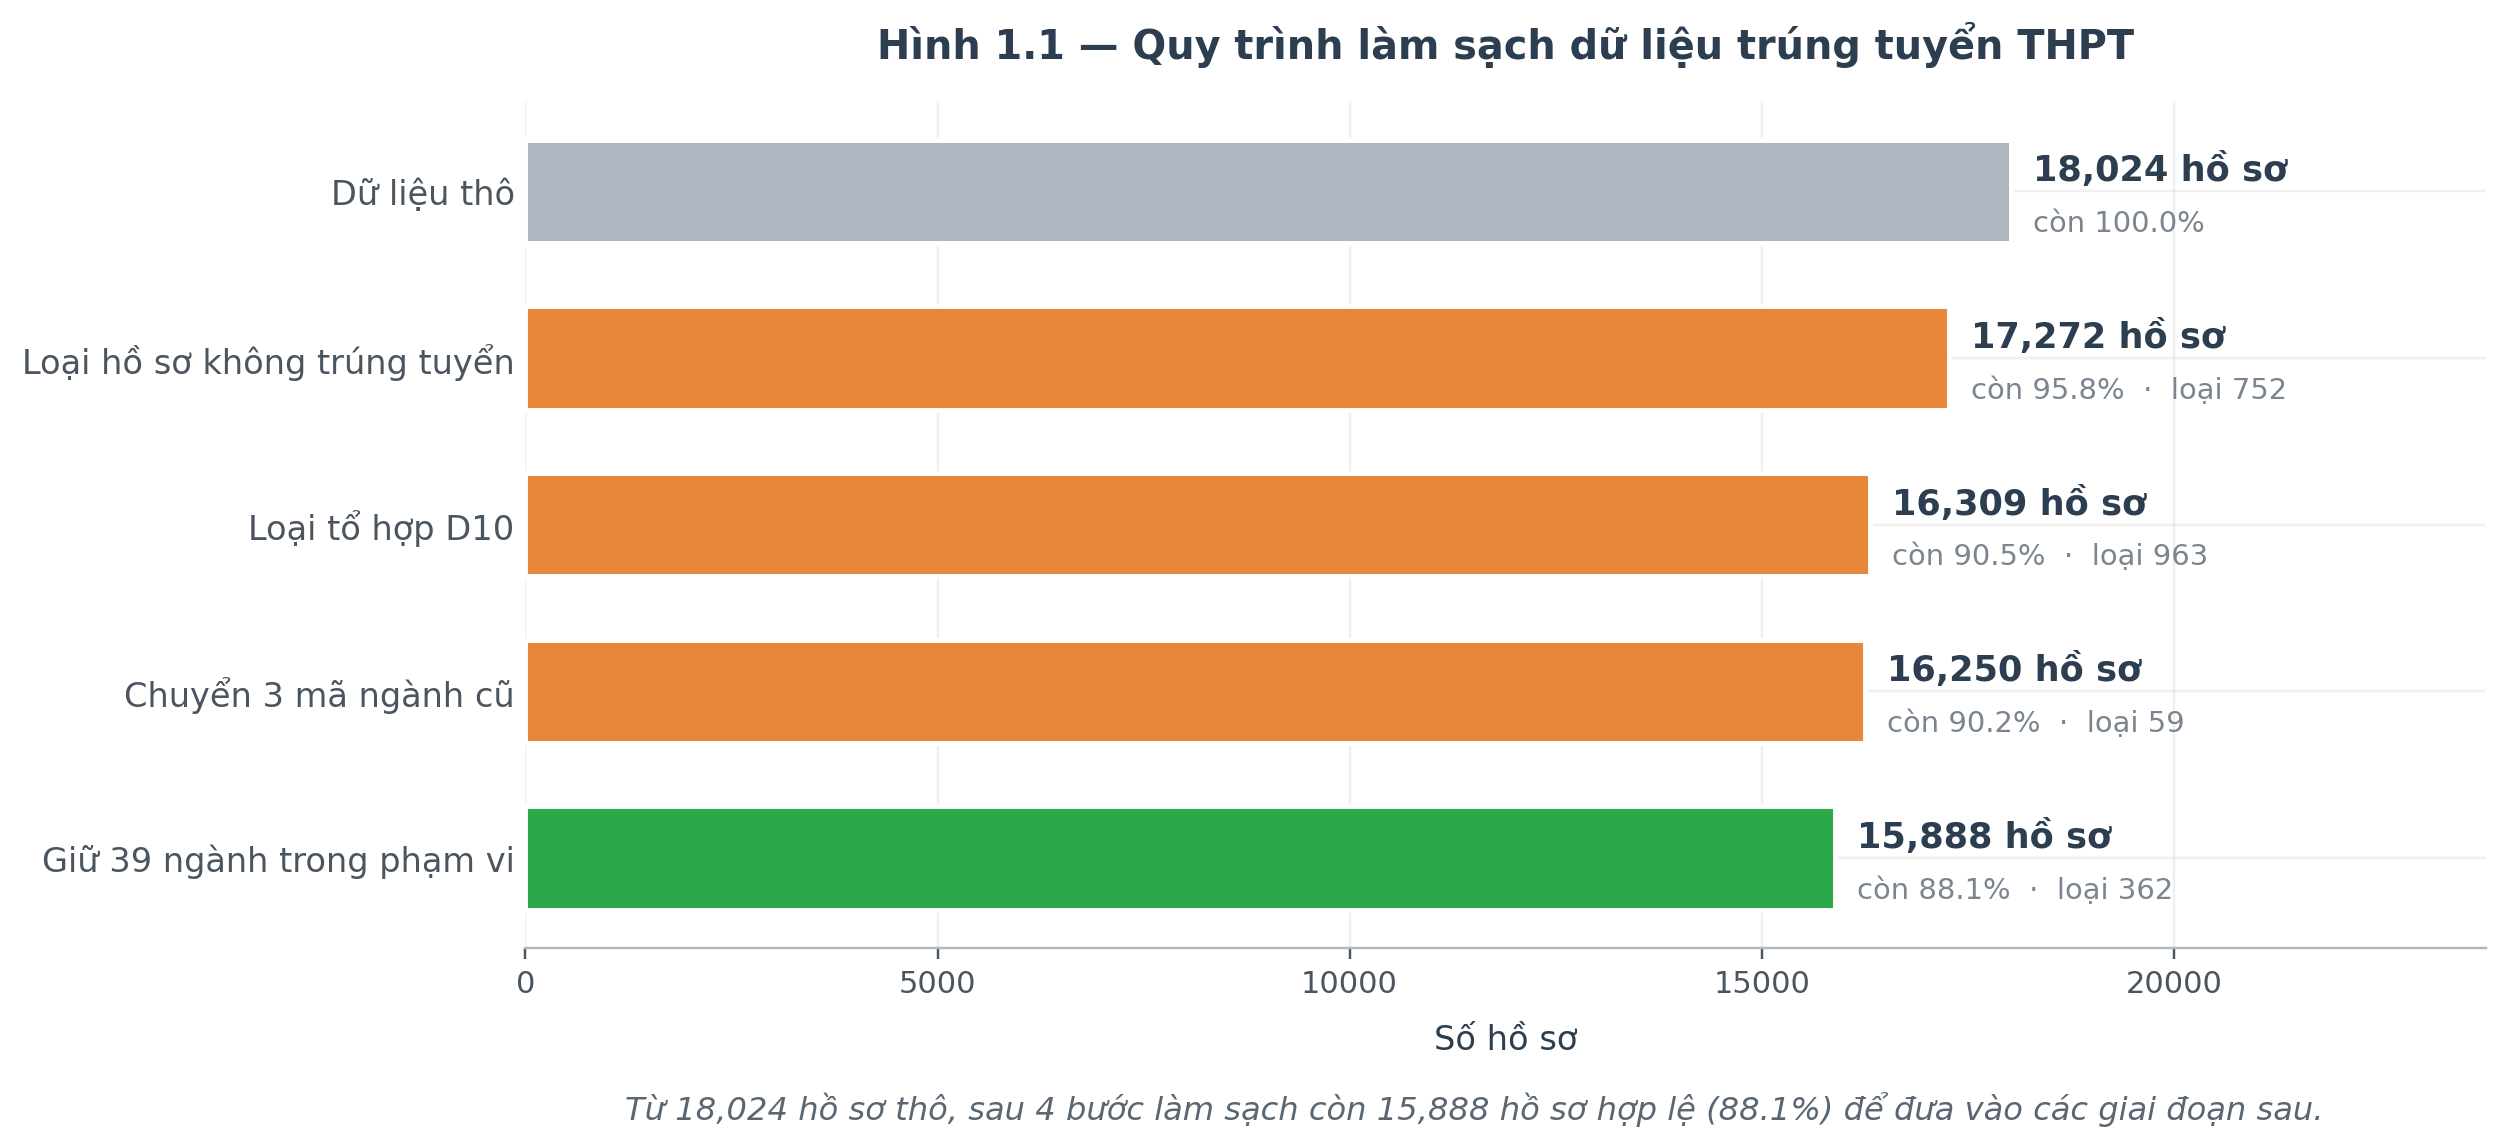 Hình 1.1 — Quy trình làm sạch dữ liệu trúng tuyển THPT
Dữ liệu thô
18,024 hồ sơ
còn 100.0%
Loại hồ sơ không trúng tuyển
17,272 hồ sơ
còn 95.8% · loại 752
Loại tổ hợp D10
16,309 hồ sơ
còn 90.5% · loại 963
Chuyển 3 mã ngành cũ
16,250 hồ sơ
còn 90.2% · loại 59
Giữ 39 ngành trong phạm vi
15,888 hồ sơ
còn 88.1% · loại 362
0 5000 10000 15000 20000
Số hồ sơ
Từ 18,024 hồ sơ thô, sau 4 bước làm sạch còn 15,888 hồ sơ hợp lệ (88.1%) để đưa vào các giai đoạn sau.